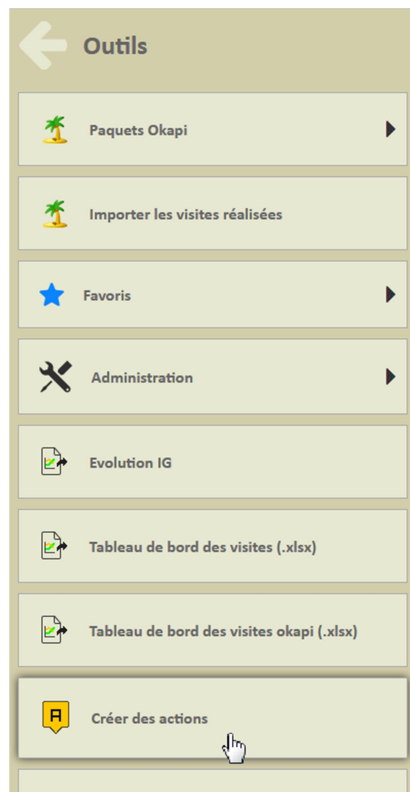 Outils
Paquets Okapi
Importer les visites réalisées
Favoris
Administration
Evolution IG
Tableau de bord des visites (.xlsx)
Tableau de bord des visites okapi (.xlsx)
A
Créer des actions